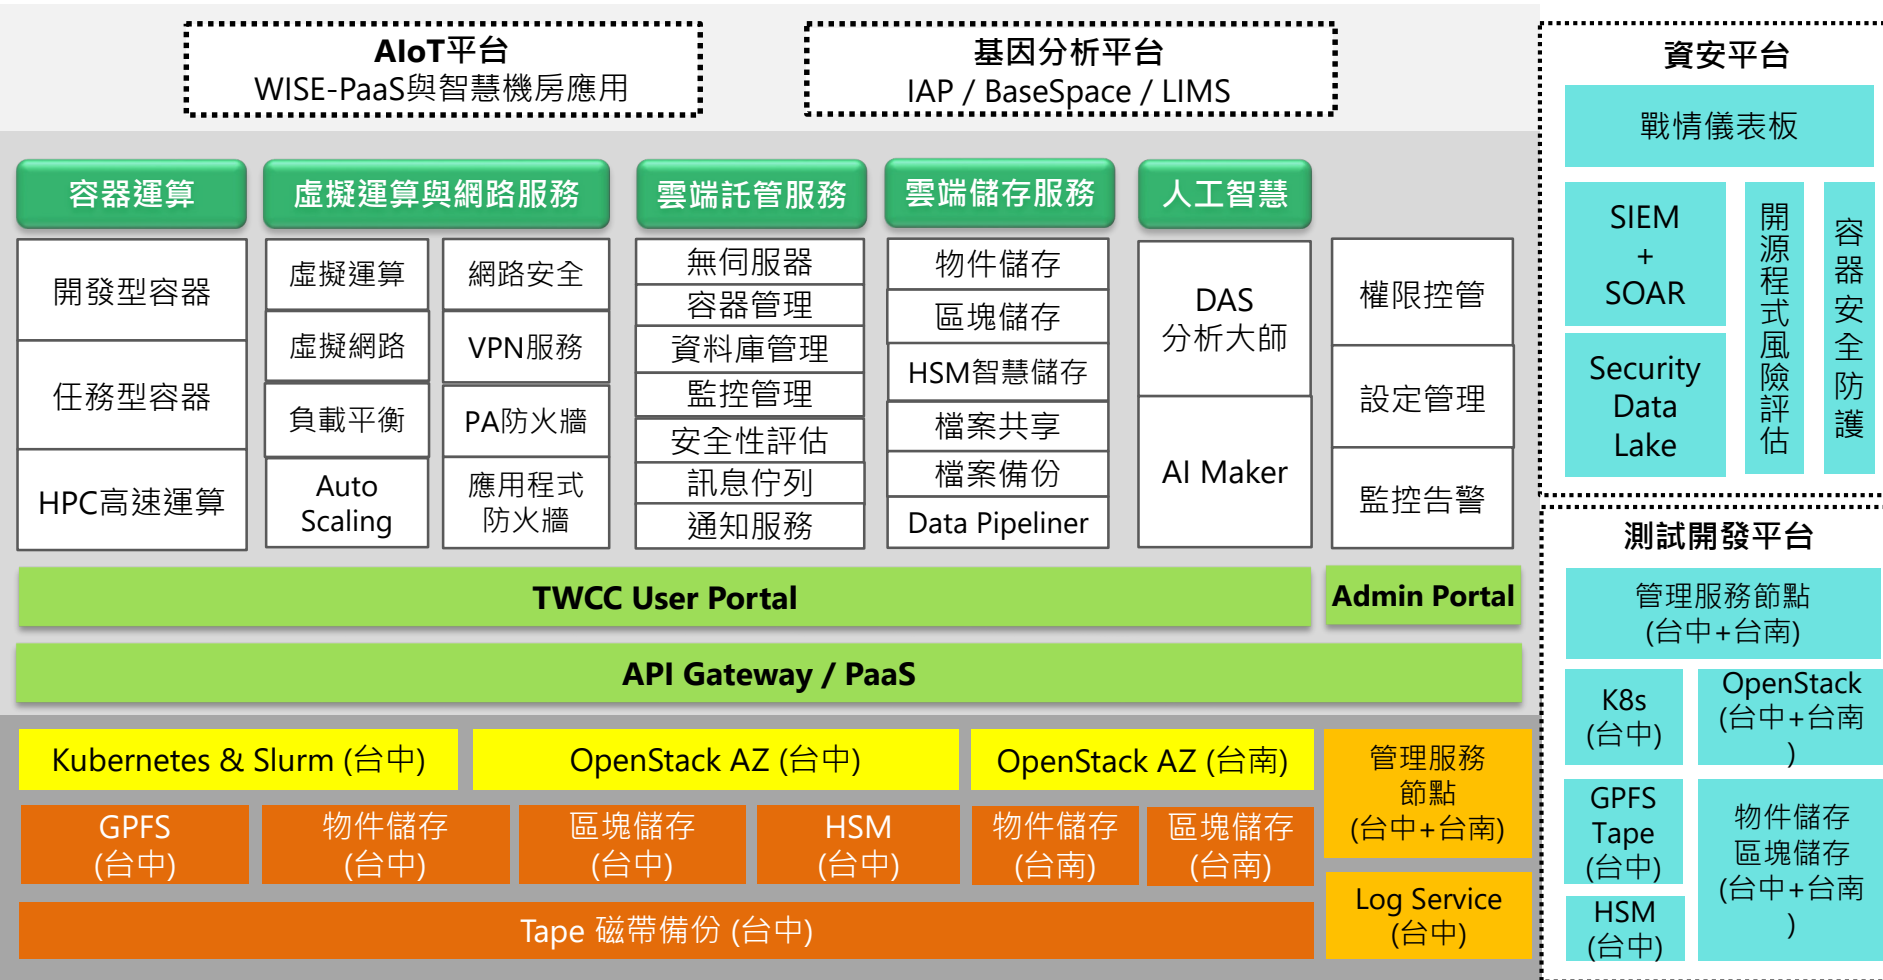 AIoT平台
WISE-PaaS與智慧機房應用
基因分析平台
IAP / BaseSpace / LIMS
容器運算
開發型容器
任務型容器
HPC高速運算
虛擬運算與網路服務
虛擬運算
虛擬網路
負載平衡
Auto
Scaling
網路安全
VPN服務
PA防火牆
應用程式
防火牆
雲端託管服務
無伺服器
容器管理
資料庫管理
監控管理
安全性評估
訊息佇列
通知服務
雲端儲存服務
物件儲存
區塊儲存
HSM智慧儲存
檔案共享
檔案備份
Data Pipeliner
人工智慧
DAS
分析大師
AI Maker
權限控管
設定管理
監控告警
TWCC User Portal
Admin Portal
API Gateway / PaaS
Kubernetes & Slurm (台中)
OpenStack AZ (台中)
OpenStack AZ (台南)
管理服務
節點
(台中+台南)
GPFS
(台中)
物件儲存
(台中)
區塊儲存
(台中)
HSM
(台中)
物件儲存
(台南)
區塊儲存
(台南)
Tape 磁帶備份 (台中)
Log Service
(台中)
資安平台
戰情儀表板
SIEM
+
SOAR
Security
Data
Lake
開源程式風險評估
容器安全防護
測試開發平台
管理服務節點
(台中+台南)
K8s
(台中)
OpenStack
(台中+台南
)
GPFS
Tape
(台中)
HSM
(台中)
物件儲存
區塊儲存
(台中+台南
)